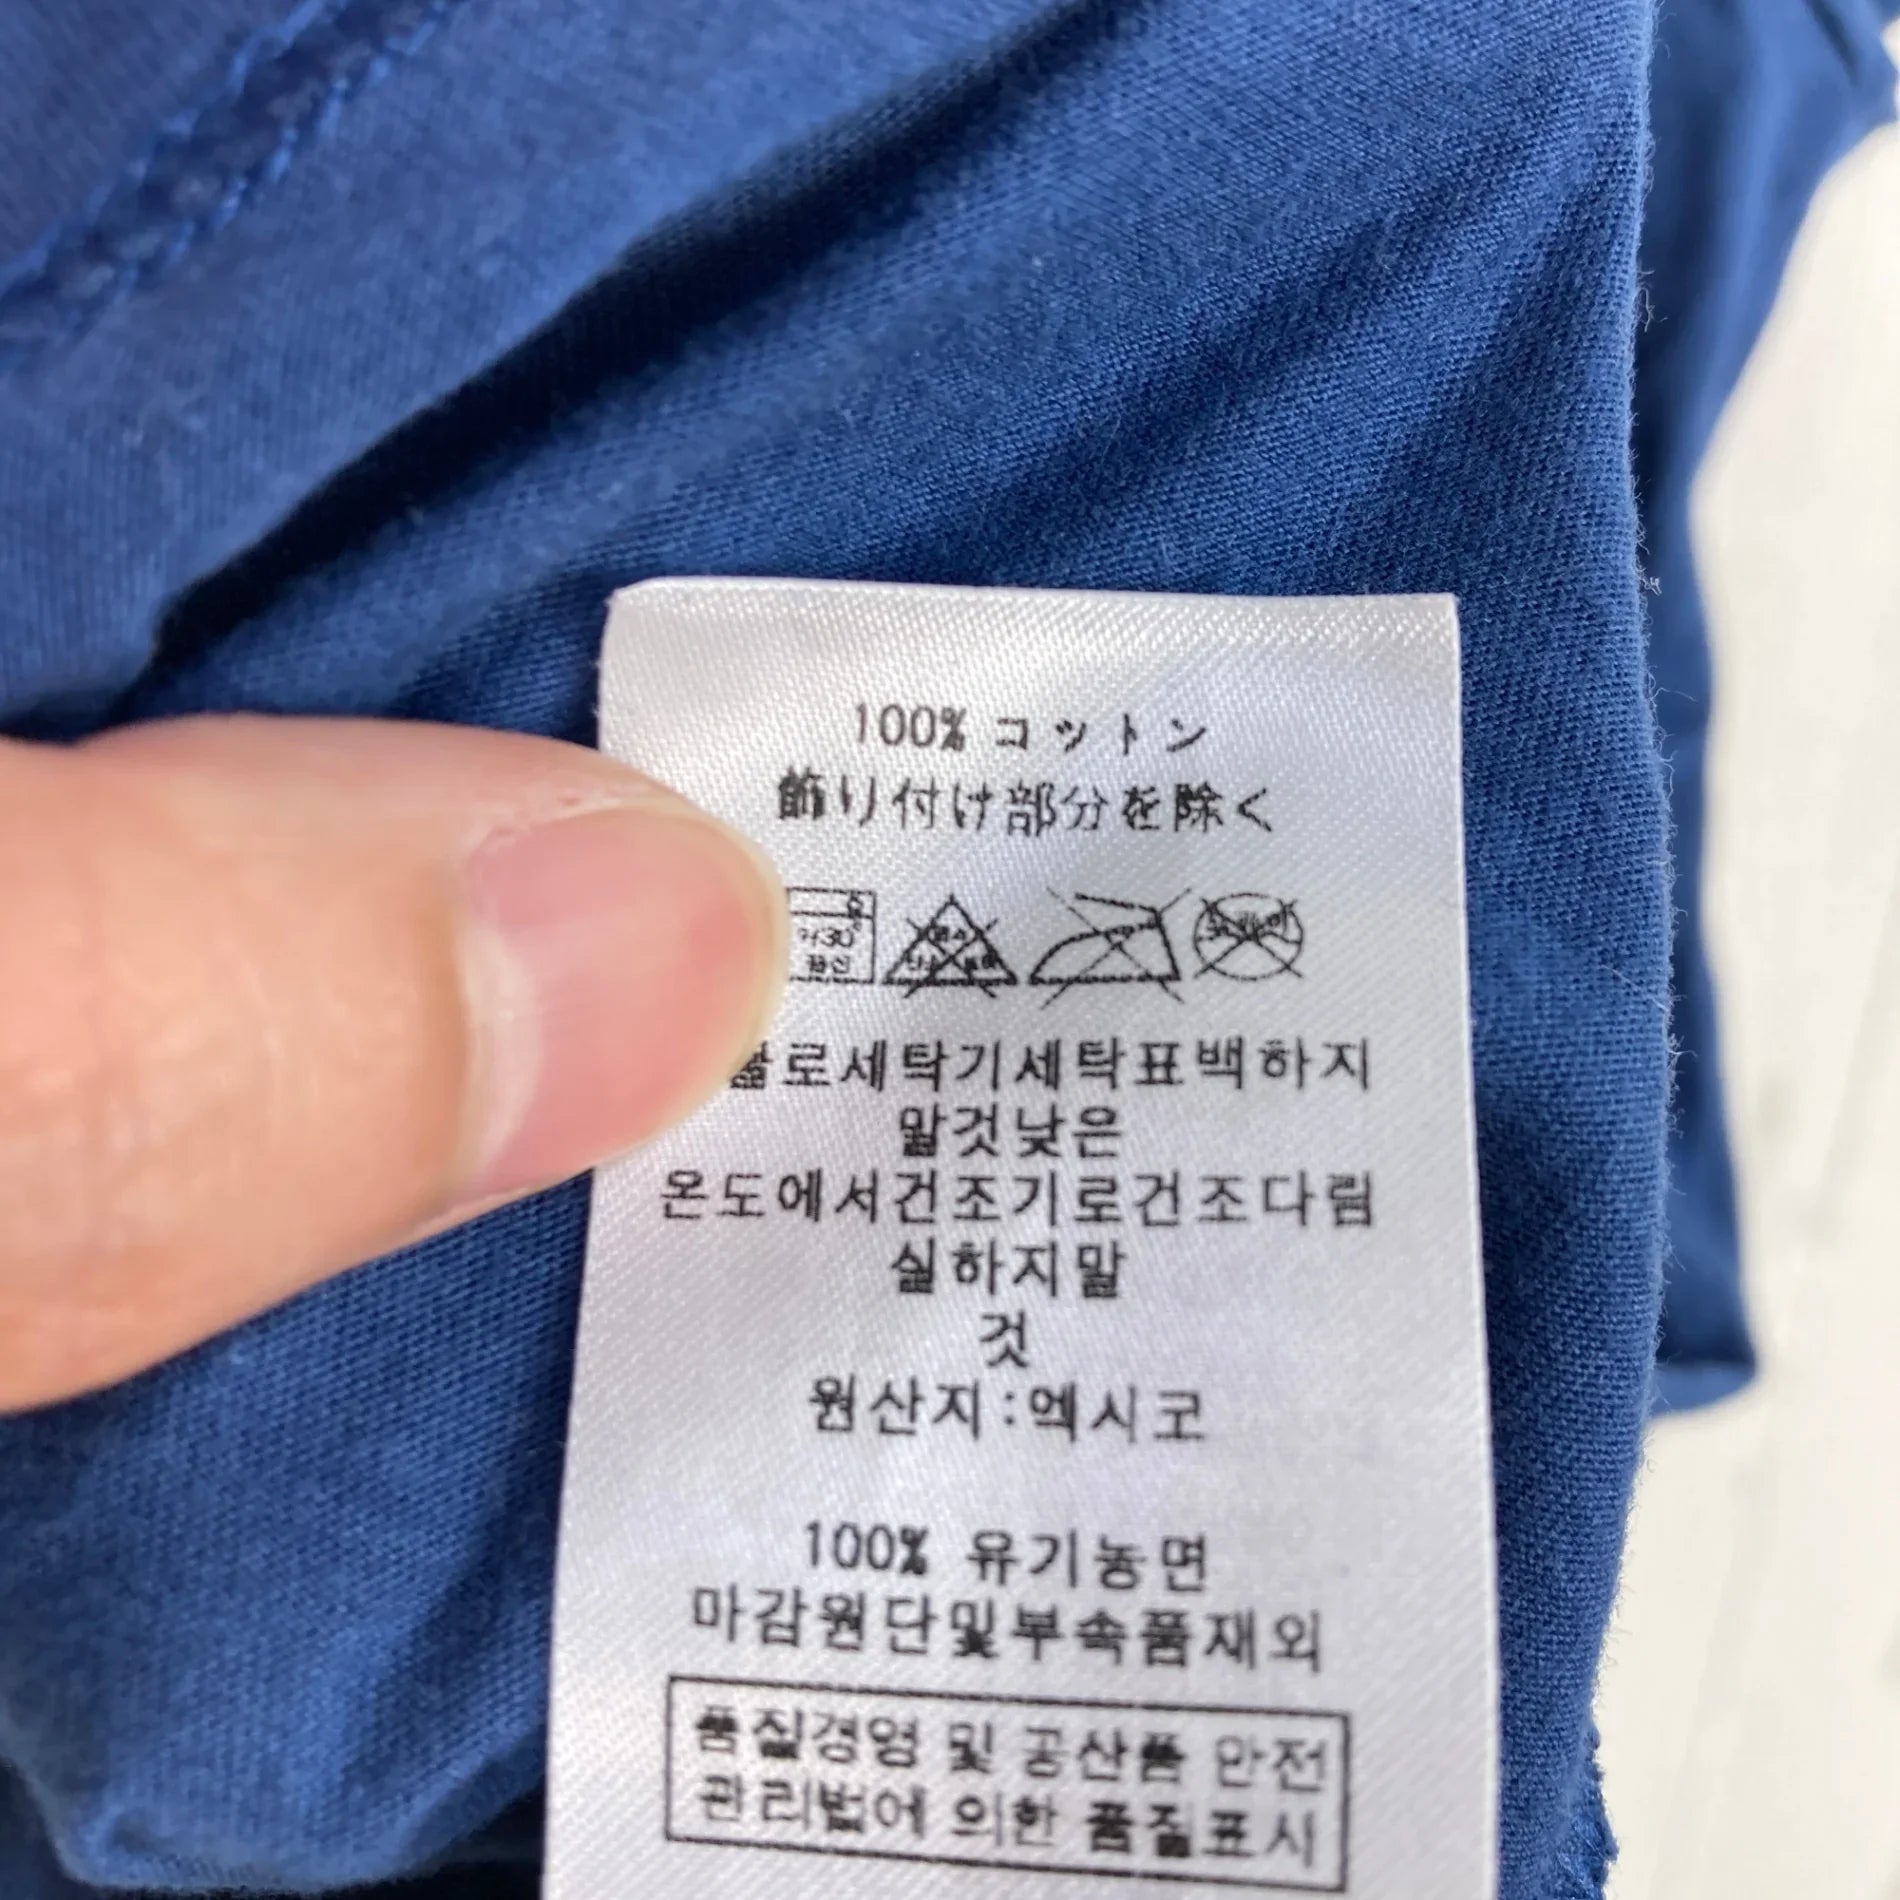 100% コットン
飾り付け部分を除く
30°
로세탁기세탁표백하지
말것낮은
온도에서건조기로건조다림
실하지말
것
원산지:멕시코
100% 유기농면
마감원단및부속품재외
품질경영 및 공산품 안전
관리법에 의한 품질표시